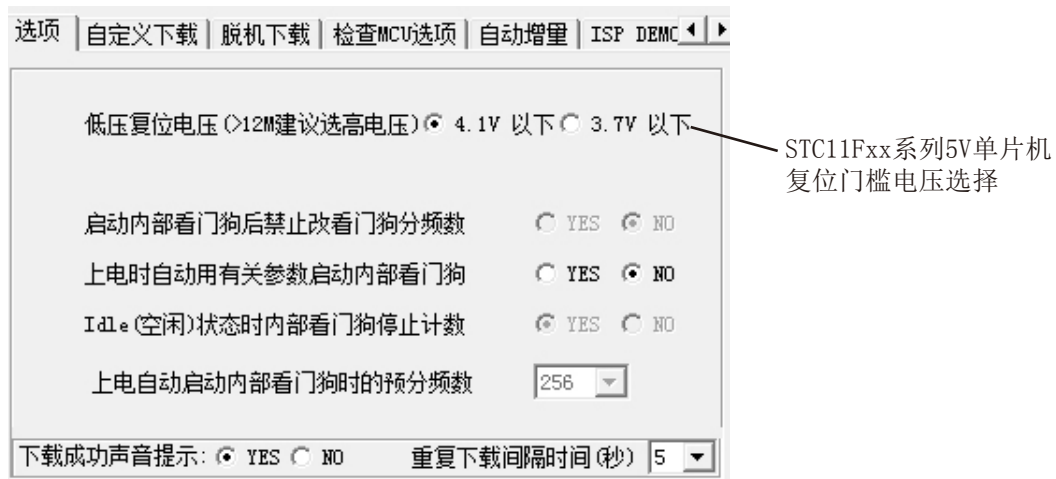 选项 自定义下载 脱机下载 检查MCU选项 自动增量 ISP DEMO
低压复位电压(>12M建议选高电压) 4.1V 以下 3.7V 以下
STC11Fxx系列5V单片机
复位门槛电压选择
启动内部看门狗后禁止改看门狗分频数 YES NO
上电时自动用有关参数启动内部看门狗 YES NO
Idle(空闲)状态时内部看门狗停止计数 YES NO
上电自动启动内部看门狗时的预分频数 256
下载成功声音提示: YES NO 重复下载间隔时间(秒) 5